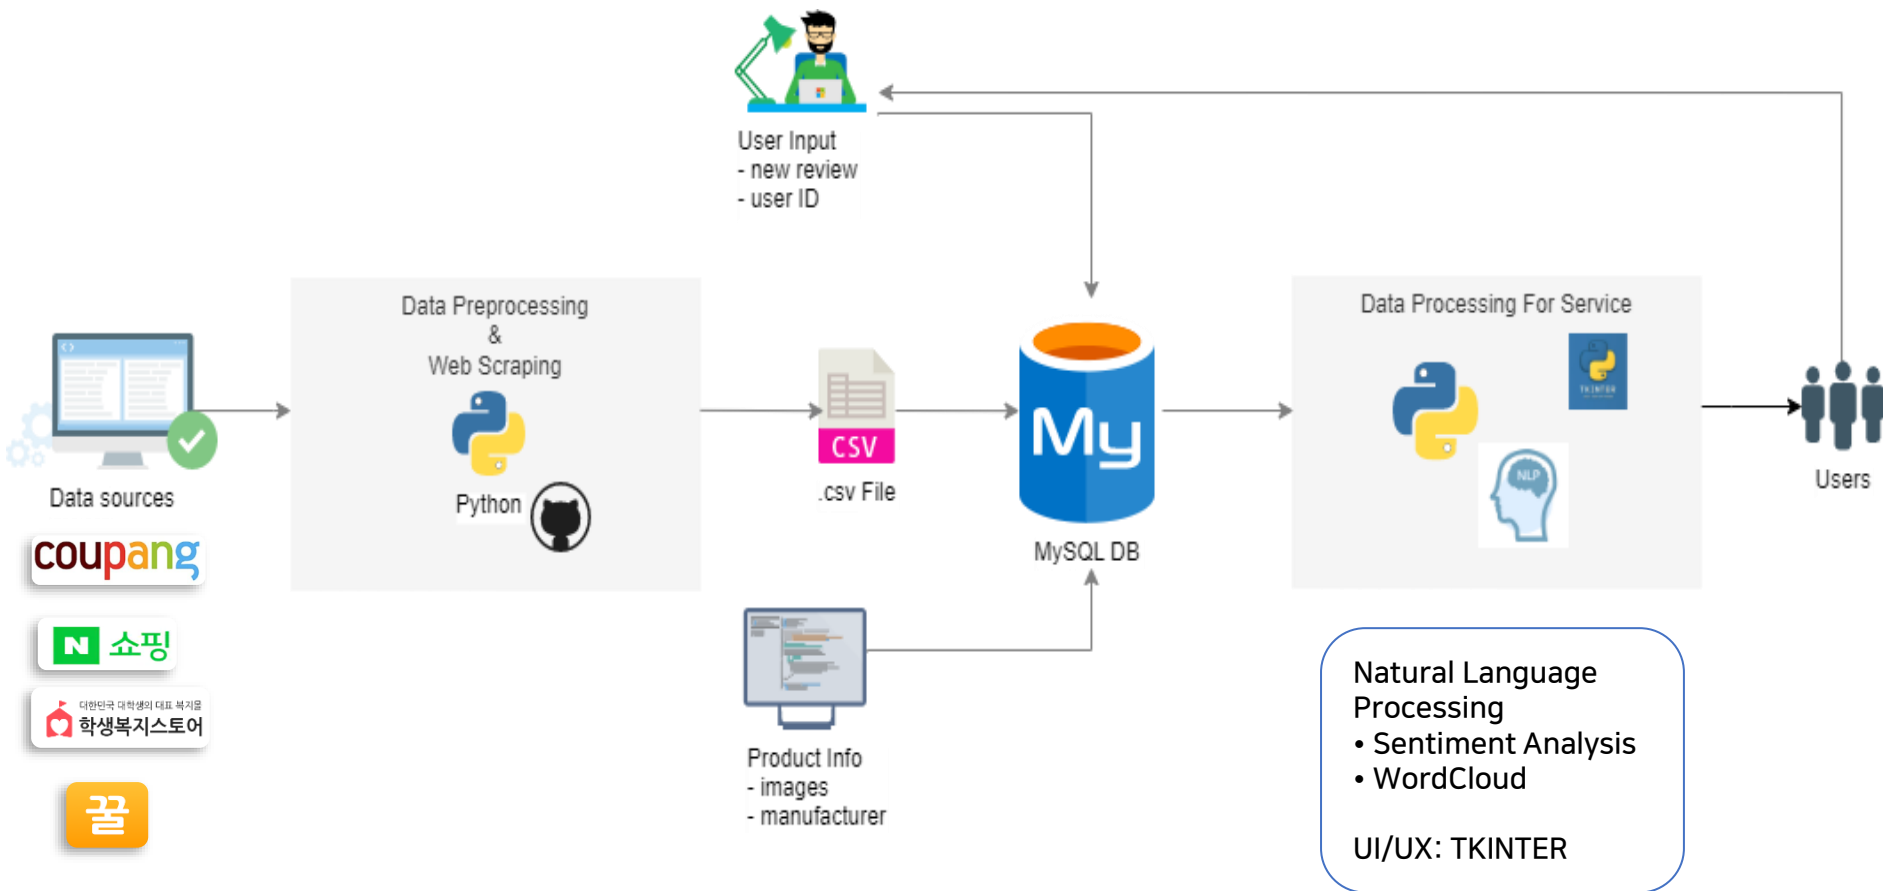 User Input
- new review
- user ID
Data Preprocessing
&
Web Scraping
Python
Data sources
coupang
N 쇼핑
대한민국 대학생의 대표 복지몰
학생복지스토어
꿀
CSV
.csv File
My
MySQL DB
Product Info
- images
- manufacturer
Data Processing For Service
TKINTER
NLP
Users
Natural Language
Processing
• Sentiment Analysis
• WordCloud
UI/UX: TKINTER